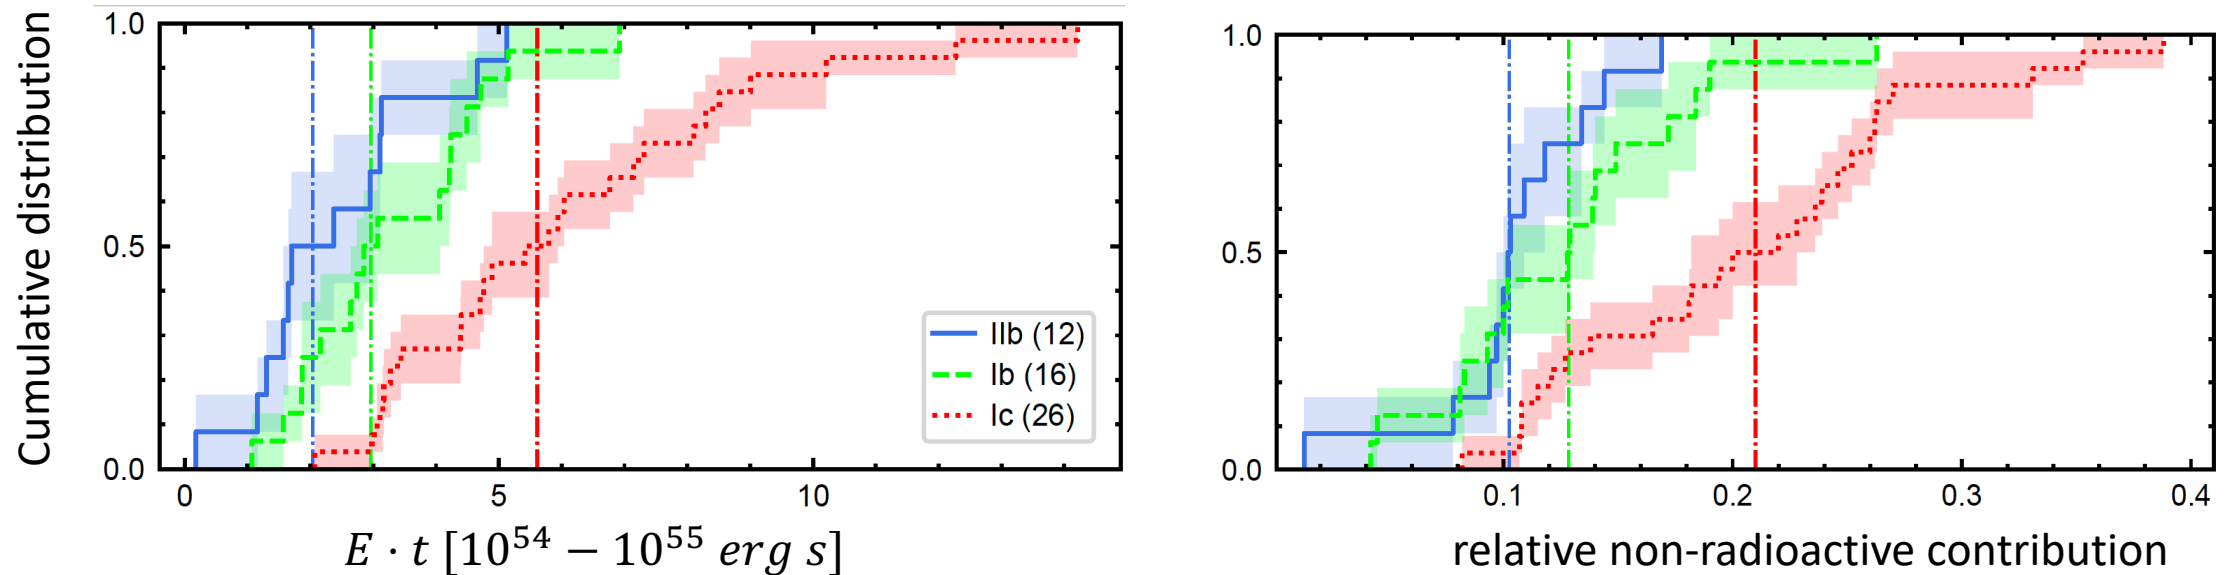 Cumulative distribution
1.0
0.5
0.0
0
5
10
E · t [10^54 − 10^55 erg s]
IIb (12)
Ib (16)
Ic (26)
1.0
0.5
0.0
0.1
0.2
0.3
0.4
relative non-radioactive contribution